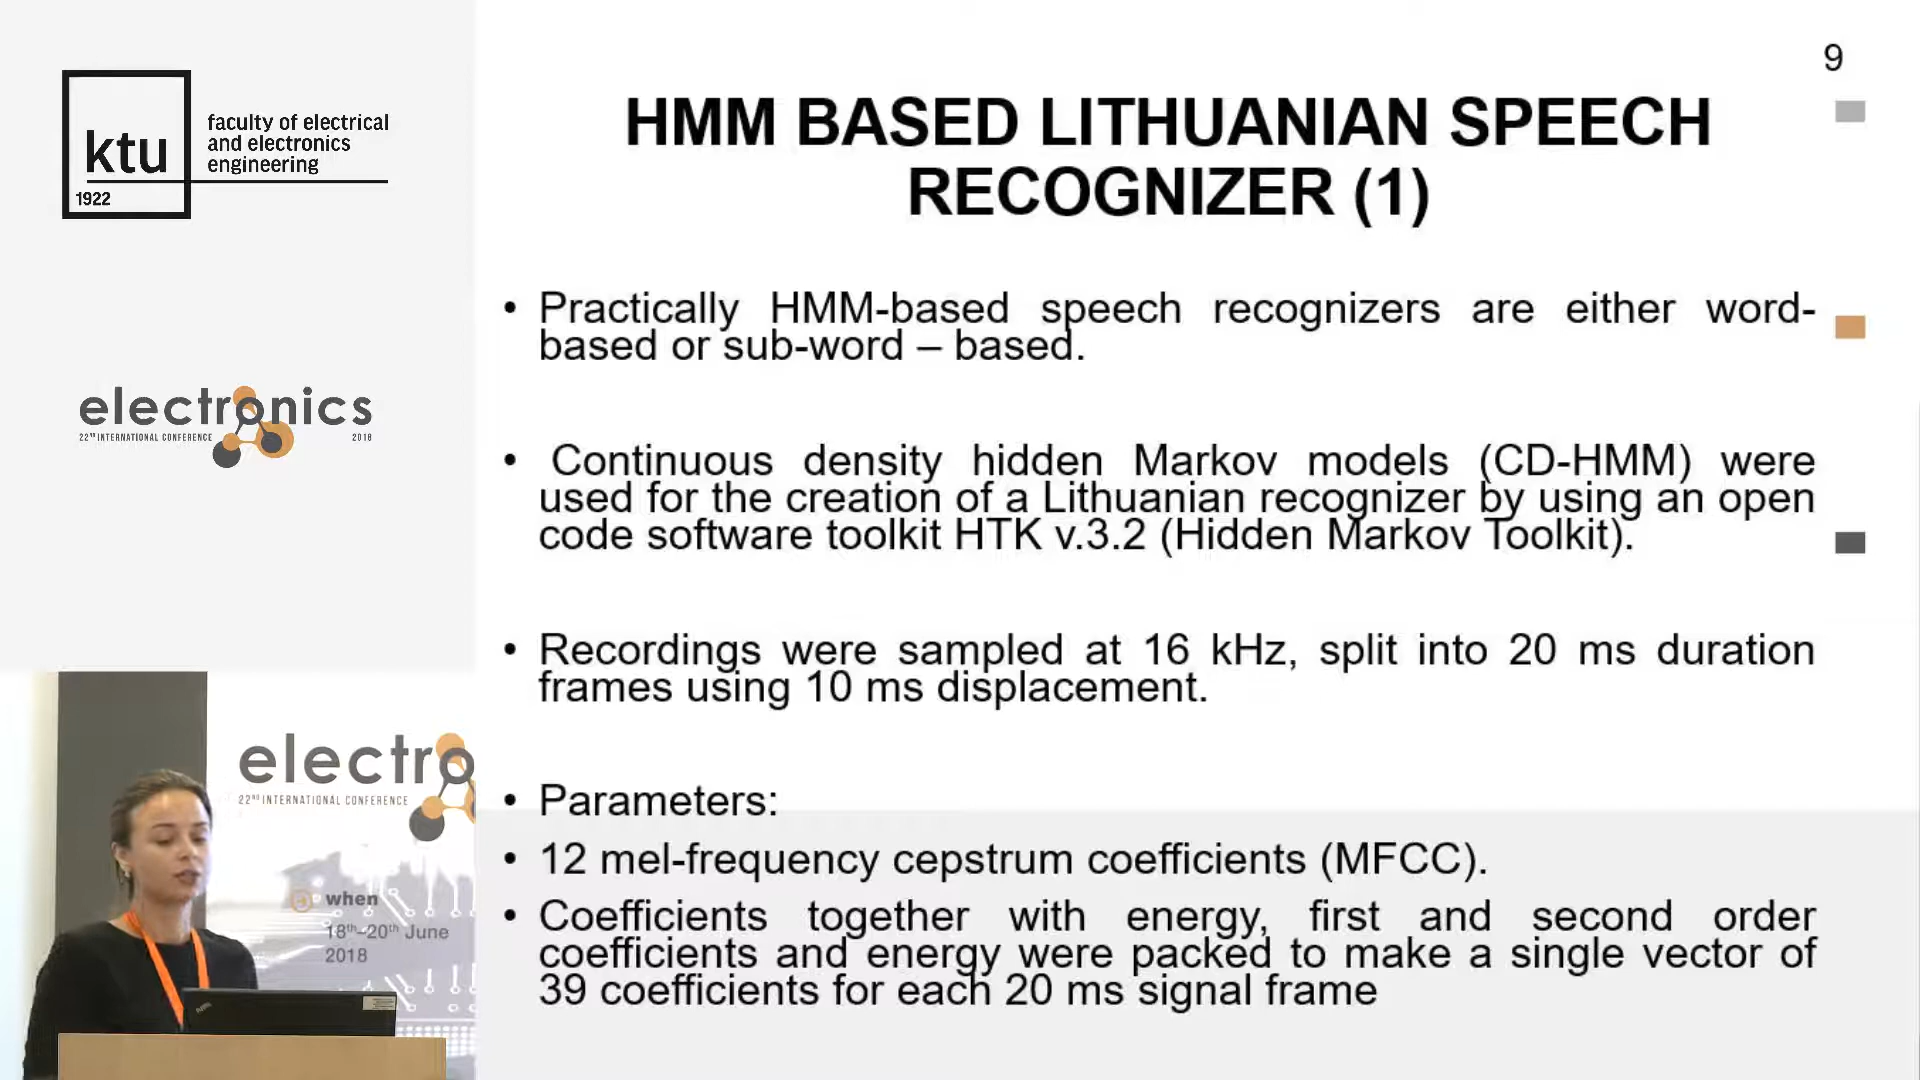 9
ktu
1922
faculty of electrical
and electronics
engineering
HMM BASED LITHUANIAN SPEECH
RECOGNIZER (1)
electronics
22ND INTERNATIONAL CONFERENCE
2018
• Practically HMM-based speech recognizers are either word-
based or sub-word – based.
• Continuous density hidden Markov models (CD-HMM) were
used for the creation of a Lithuanian recognizer by using an open
code software toolkit HTK v.3.2 (Hidden Markov Toolkit).
• Recordings were sampled at 16 kHz, split into 20 ms duration
frames using 10 ms displacement.
• Parameters:
• 12 mel-frequency cepstrum coefficients (MFCC).
• Coefficients together with energy, first and second order
coefficients and energy were packed to make a single vector of
39 coefficients for each 20 ms signal frame
electro
22ND INTERNATIONAL CONFERENCE
when
18th–20th June
2018